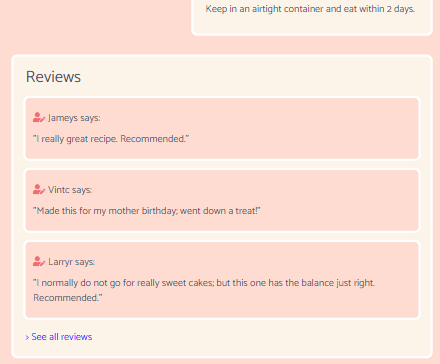 Keep in an airtight container and eat within 2 days.
Reviews
Jameys says:
"I really great recipe. Recommended."
Vintc says:
"Made this for my mother birthday; went down a treat!"
Larryr says:
"I normally do not go for really sweet cakes; but this one has the balance just right.
Recommended."
> See all reviews